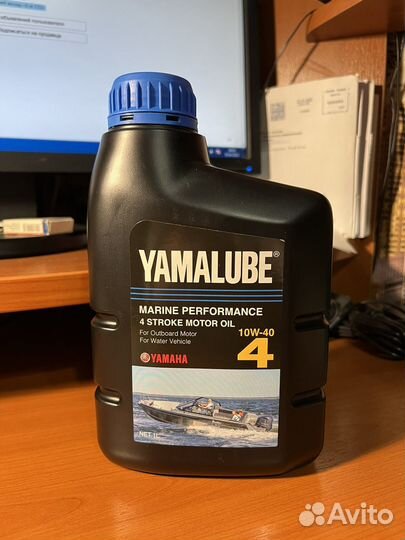 YAMALUBE®
MARINE PERFORMANCE
4 STROKE MOTOR OIL
For Outboard Motor
10W-40
For Water Vehicle
4
YAMAHA
NET 1L
Avito